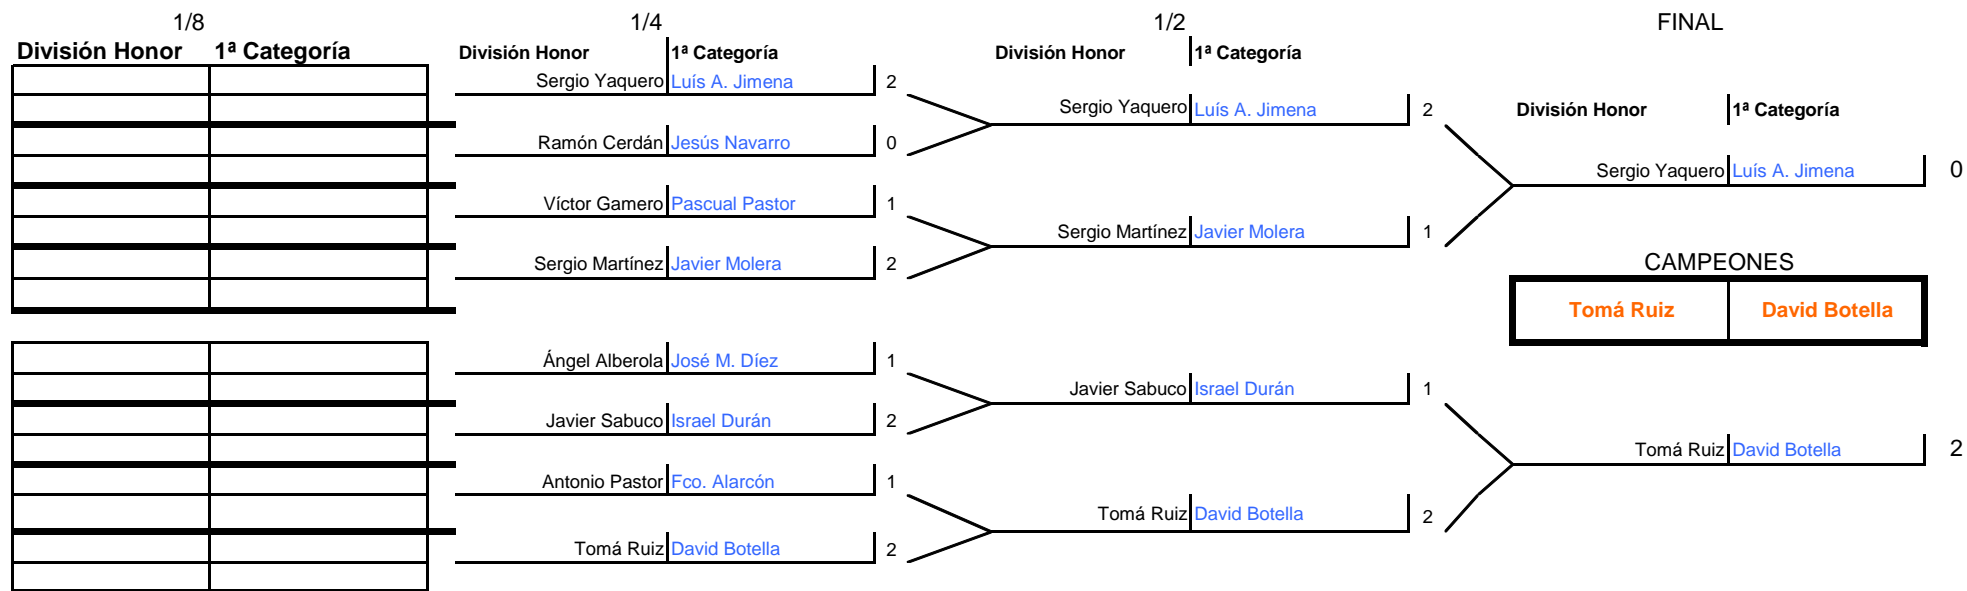 1/8 1/4 1/2 FINAL
División Honor 1ª Categoría División Honor 1ª Categoría División Honor 1ª Categoría
Sergio Yaquero Luís A. Jimena 2
Sergio Yaquero Luís A. Jimena 2 División Honor 1ª Categoría
Ramón Cerdán Jesús Navarro 0
Sergio Yaquero Luís A. Jimena 0
Víctor Gamero Pascual Pastor 1
Sergio Martínez Javier Molera 1
Sergio Martínez Javier Molera 2 CAMPEONES
Tomá Ruiz David Botella
Ángel Alberola José M. Díez 1
Javier Sabuco Israel Durán 1
Javier Sabuco Israel Durán 2
Tomá Ruiz David Botella 2
Antonio Pastor Fco. Alarcón 1
Tomá Ruiz David Botella 2
Tomá Ruiz David Botella 2